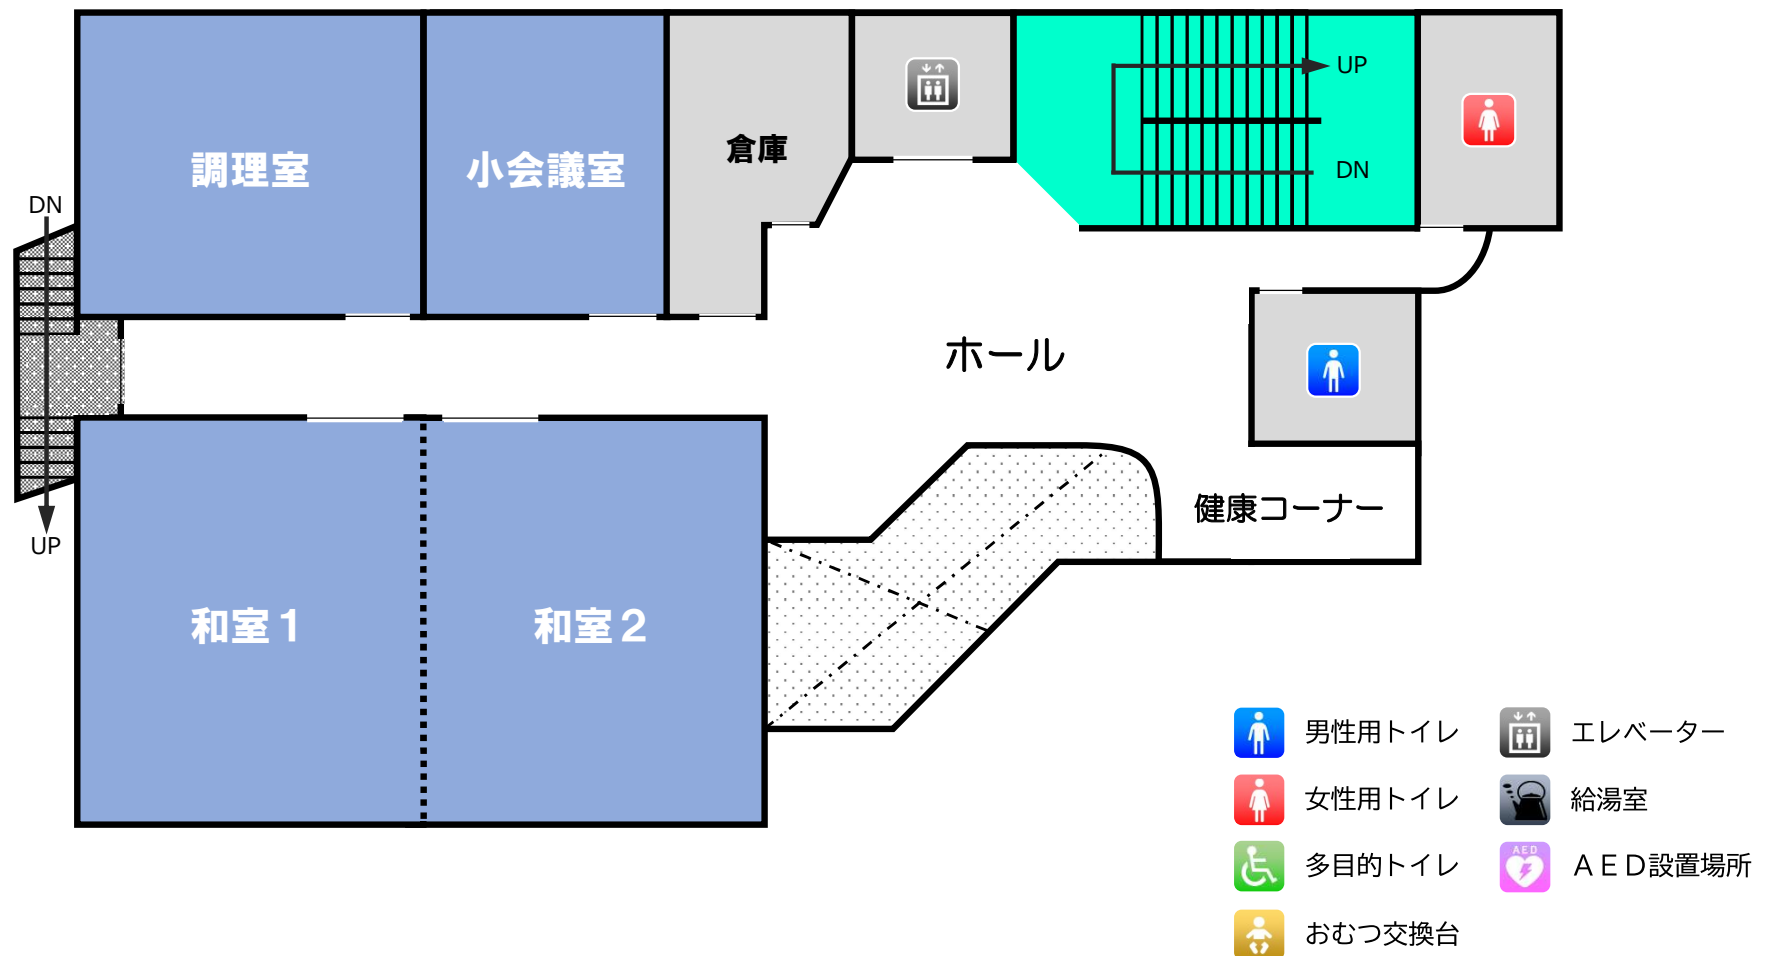 調理室
小会議室
倉庫
UP
DN
DN
UP
ホール
健康コーナー
和室1
和室2
男性用トイレ
エレベーター
女性用トイレ
給湯室
多目的トイレ
AED
ＡＥＤ設置場所
おむつ交換台